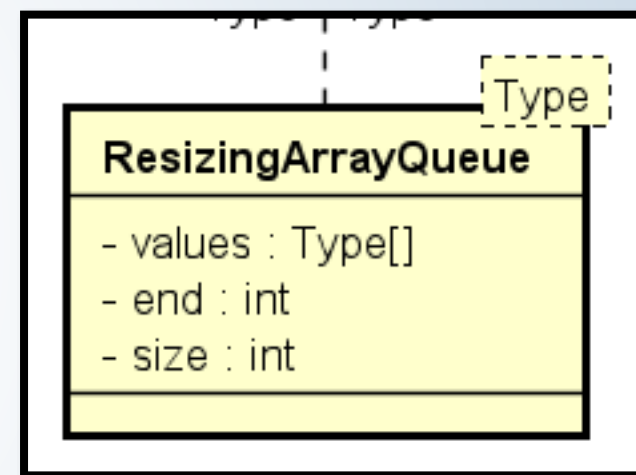 Type
ResizingArrayQueue
- values : Type[]
- end : int
- size : int